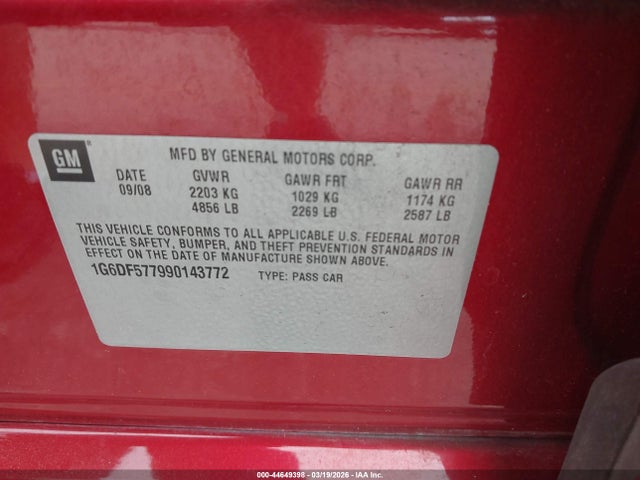 GM
MFD BY GENERAL MOTORS CORP.
DATE GVWR GAWR FRT GAWR RR
09/08 2203 KG 1029 KG 1174 KG
4856 LB 2269 LB 2587 LB
THIS VEHICLE CONFORMS TO ALL APPLICABLE U.S. FEDERAL MOTOR
VEHICLE SAFETY, BUMPER, AND THEFT PREVENTION STANDARDS IN
EFFECT ON THE DATE OF MANUFACTURE SHOWN ABOVE.
1G6DF577990143772 TYPE: PASS CAR
000-44649398 - 03/19/2026 - IAA Inc.